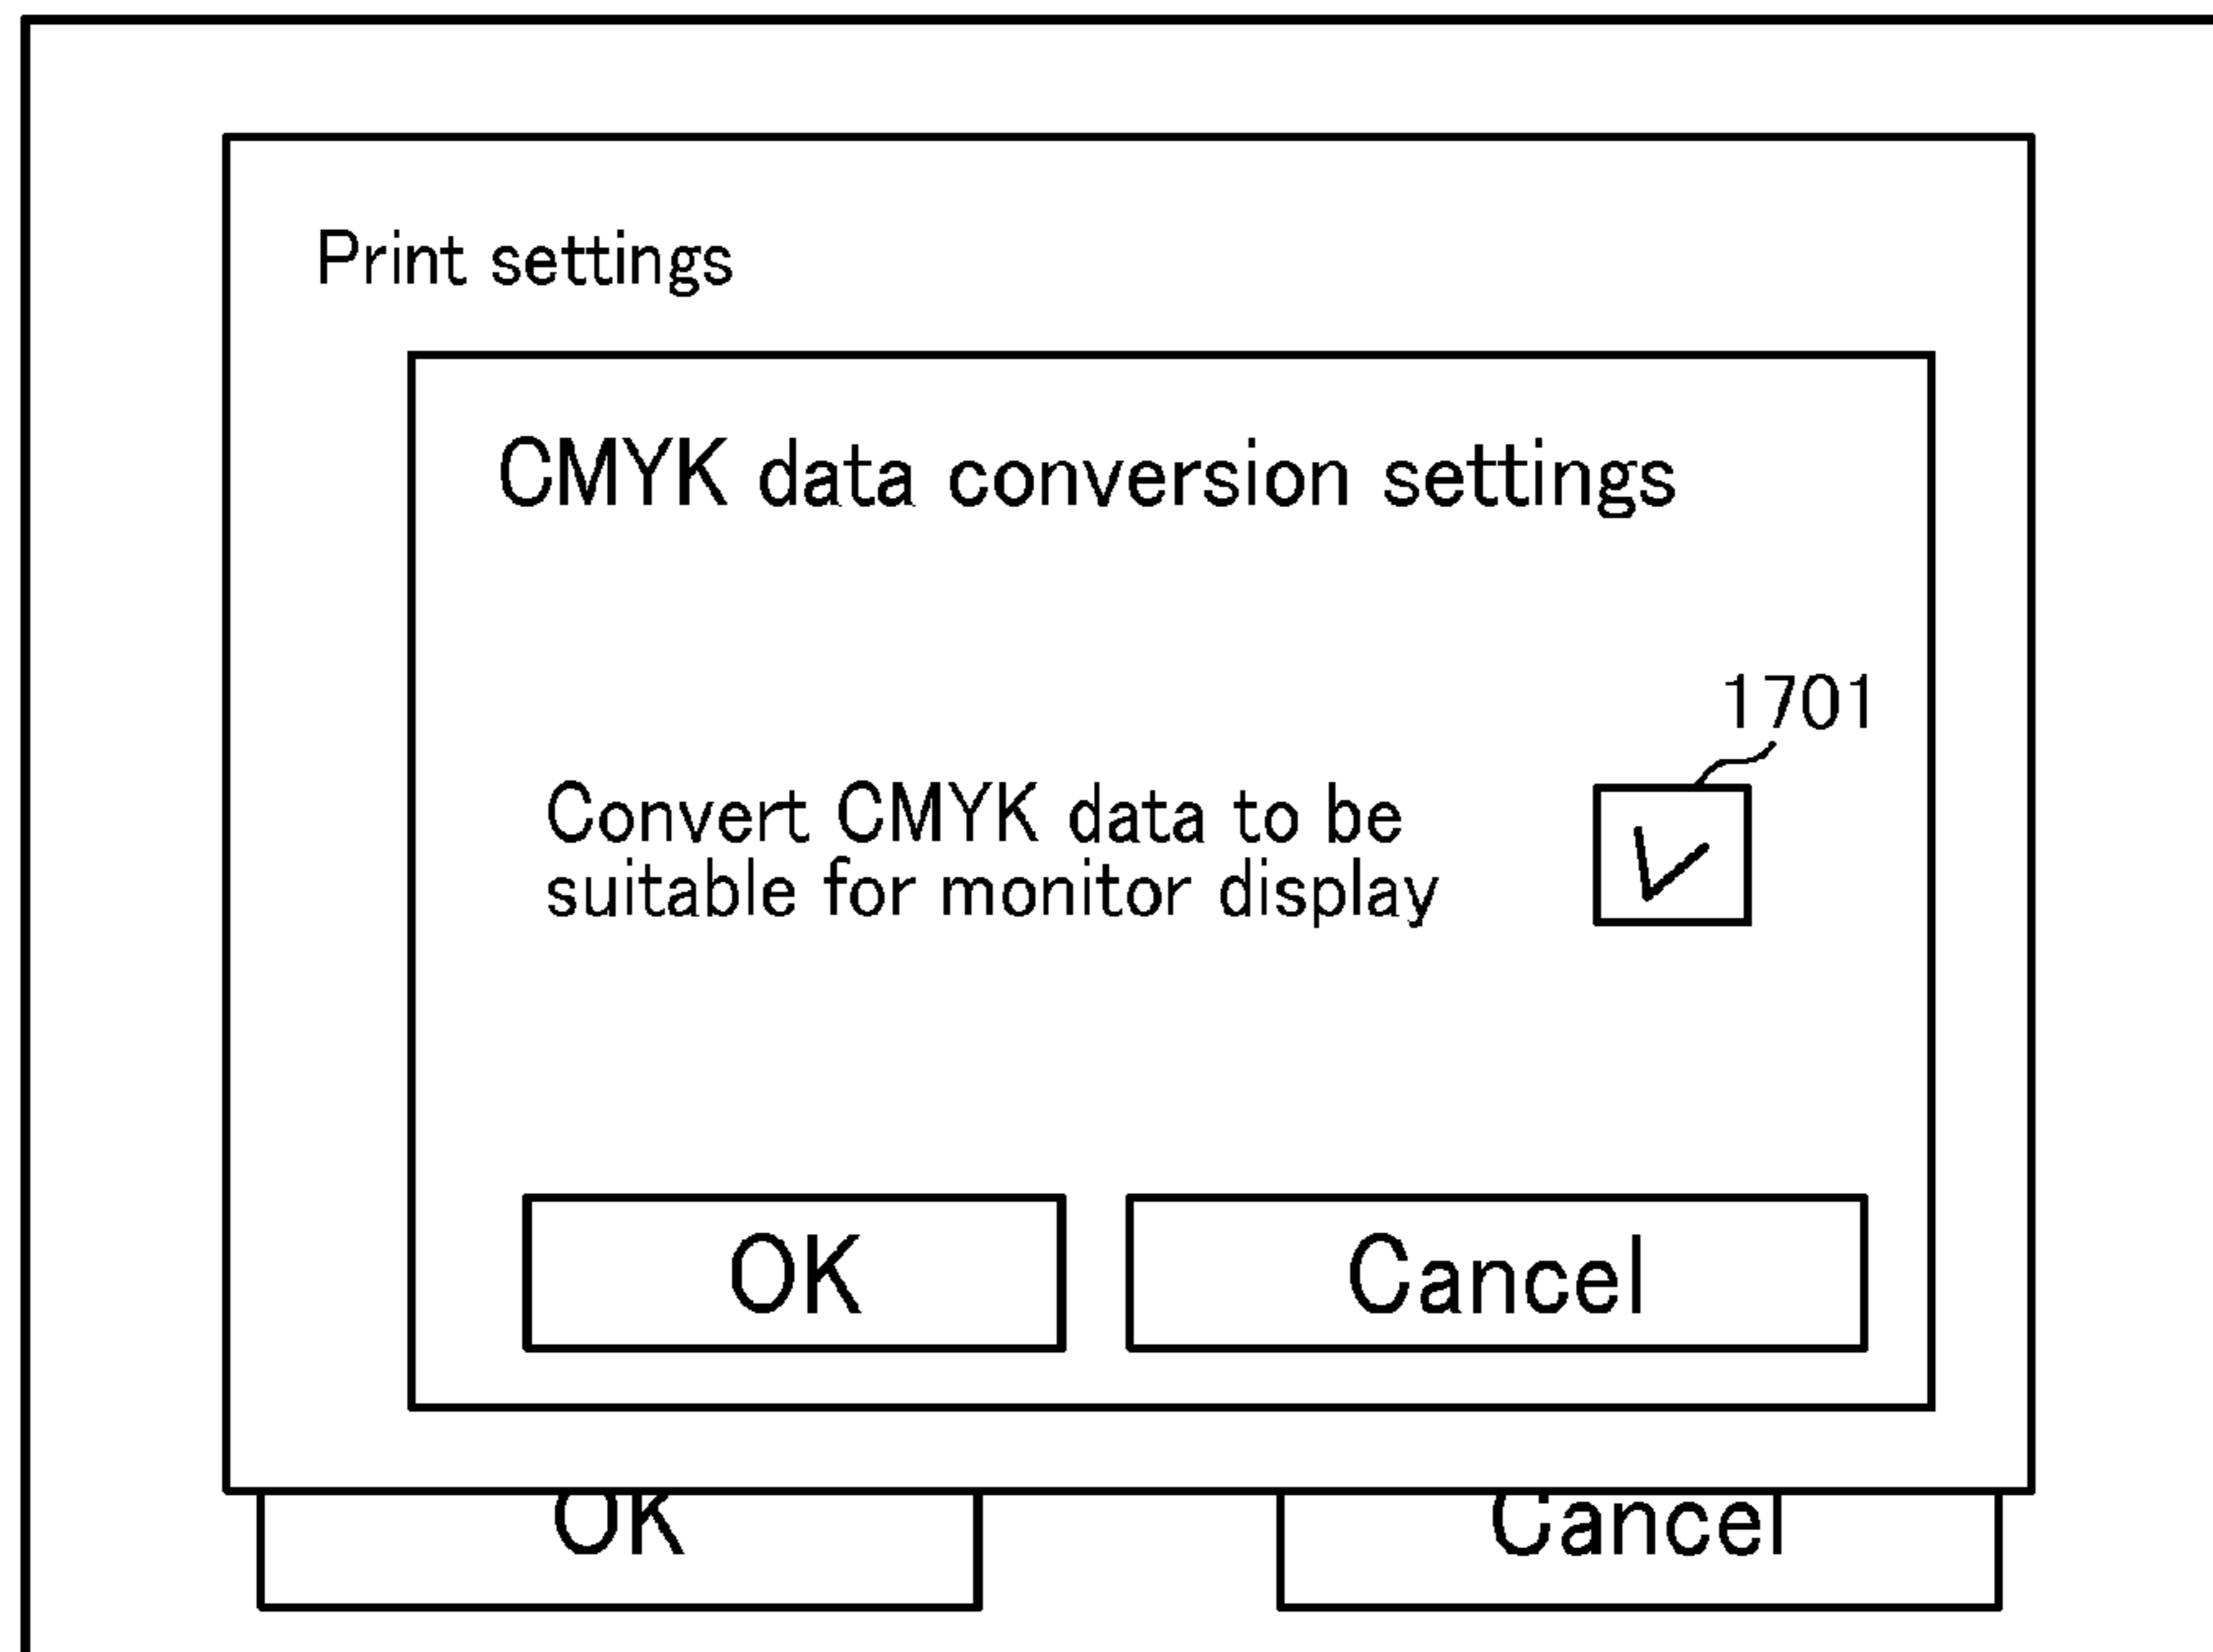 Print settings
CMYK data conversion settings
1701
Convert CMYK data to be
suitable for monitor display
OK
Cancel
OK
Cancel